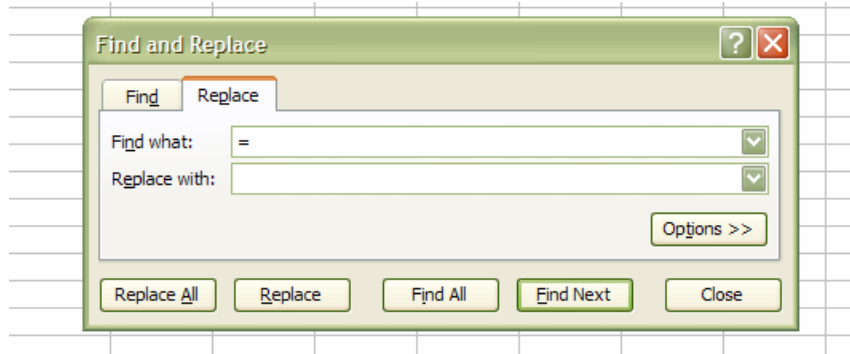 Find and Replace ?
Find Replace
Find what: =
Replace with:
Options >>
Replace All Replace Find All Find Next Close